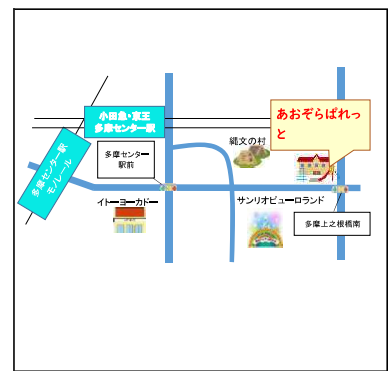 小田急・京王
多摩センター駅
あおぞらぱれっ
と
縄文の村
多摩センター
駅前
多摩センター駅
モノレール
イトーヨーカドー
サンリオピューロランド
多摩上之根橋南